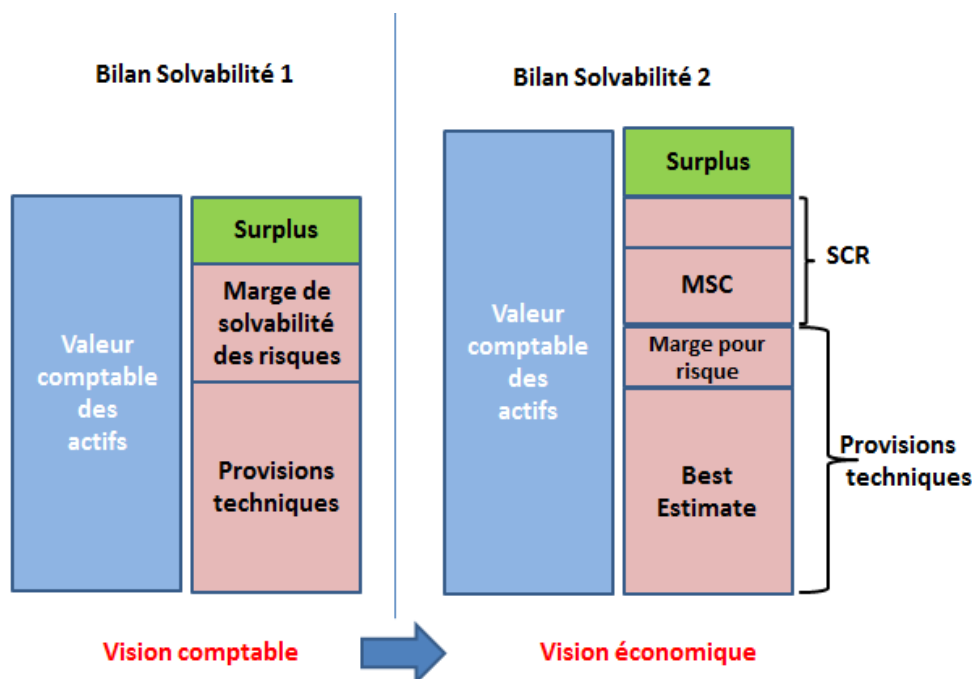 Bilan Solvabilité 1
Valeur
comptable
des
actifs
Surplus
Marge de
solvabilité
des risques
Provisions
techniques
Vision comptable
Bilan Solvabilité 2
Valeur
comptable
des
actifs
Surplus
MSC
Marge pour
risque
Best
Estimate
SCR
Provisions
techniques
Vision économique